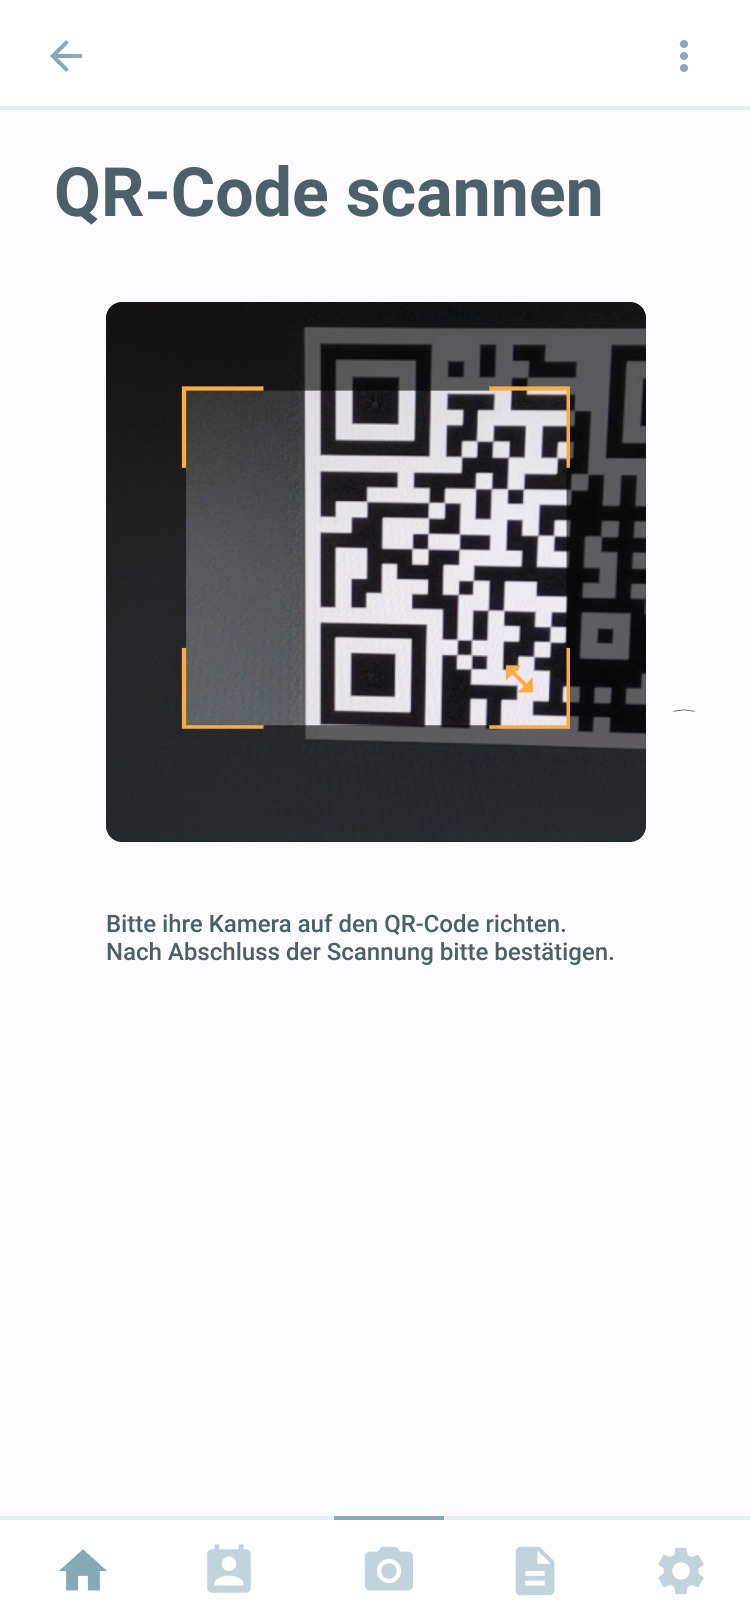 QR-Code scannen
Bitte ihre Kamera auf den QR-Code richten.
Nach Abschluss der Scannung bitte bestätigen.